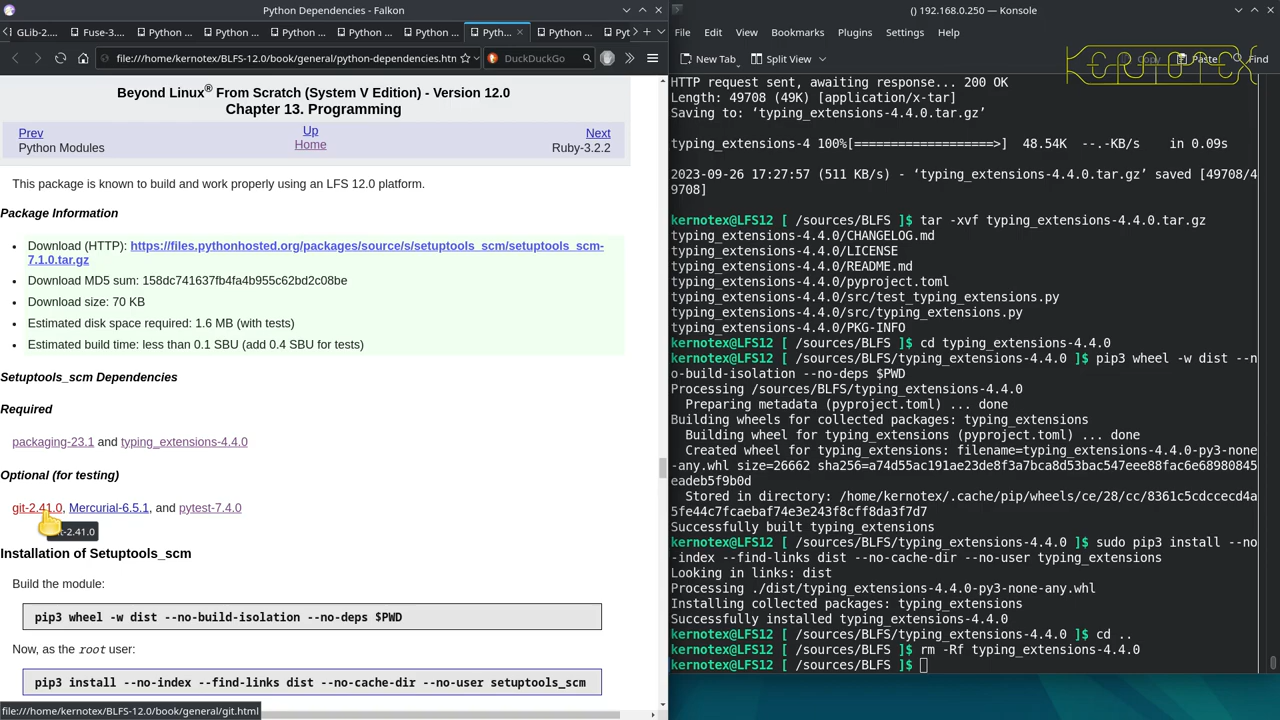 Python Dependencies - Falkon
GLib-2....
Fuse-3....
Python ...
Python ...
Python ...
Python ...
Python ...
Pyth...
Python ...
Pyt
file:///home/kernotex/BLFS-12.0/book/general/python-dependencies.htn
DuckDuckGo
Beyond Linux® From Scratch (System V Edition) - Version 12.0
Chapter 13. Programming
Prev
Up
Next
Python Modules
Home
Ruby-3.2.2
This package is known to build and work properly using an LFS 12.0 platform.
Package Information
• Download (HTTP): https://files.pythonhosted.org/packages/source/s/setuptools_scm/setuptools_scm-
7.1.0.tar.gz
• Download MD5 sum: 158dc741637fb4fa4b955c62bd2c08be
• Download size: 70 KB
• Estimated disk space required: 1.6 MB (with tests)
• Estimated build time: less than 0.1 SBU (add 0.4 SBU for tests)
Setuptools_scm Dependencies
Required
packaging-23.1 and typing_extensions-4.4.0
Optional (for testing)
git-2.41.0, Mercurial-6.5.1, and pytest-7.4.0
-2.41.0
Installation of Setuptools_scm
Build the module:
pip3 wheel -w dist --no-build-isolation --no-deps $PWD
Now, as the root user:
pip3 install --no-index --find-links dist --no-cache-dir --no-user setuptools_scm
file:///home/kernotex/BLFS-12.0/book/general/git.html
() 192.168.0.250 — Konsole
File Edit View Bookmarks Plugins Settings Help
New Tab
Split View
Copy
Paste
Find
KERNOTEX
HTTP request sent, awaiting response... 200 OK
Length: 49708 (49K) [application/x-tar]
Saving to: ‘typing_extensions-4.4.0.tar.gz’
typing_extensions-4 100%[===================>] 48.54K --.-KB/s in 0.09s
2023-09-26 17:27:57 (511 KB/s) - ‘typing_extensions-4.4.0.tar.gz’ saved [49708/4
9708]
kernotex@LFS12 [ /sources/BLFS ]$ tar -xvf typing_extensions-4.4.0.tar.gz
typing_extensions-4.4.0/CHANGELOG.md
typing_extensions-4.4.0/LICENSE
typing_extensions-4.4.0/README.md
typing_extensions-4.4.0/pyproject.toml
typing_extensions-4.4.0/src/test_typing_extensions.py
typing_extensions-4.4.0/src/typing_extensions.py
typing_extensions-4.4.0/PKG-INFO
kernotex@LFS12 [ /sources/BLFS ]$ cd typing_extensions-4.4.0
kernotex@LFS12 [ /sources/BLFS/typing_extensions-4.4.0 ]$ pip3 wheel -w dist --n
o-build-isolation --no-deps $PWD
Processing /sources/BLFS/typing_extensions-4.4.0
Preparing metadata (pyproject.toml) ... done
Building wheels for collected packages: typing_extensions
Building wheel for typing_extensions (pyproject.toml) ... done
Created wheel for typing_extensions: filename=typing_extensions-4.4.0-py3-none
-any.whl size=26662 sha256=a74d55ac191ae23de8f3a7bca8d53bac547eee88fac6e68980845
eadeb5f9b0d
Stored in directory: /home/kernotex/.cache/pip/wheels/ce/28/cc/8361c5cdccecd4a
5fe44c7fcaebaf74e3e243f8cff8da3f7d7
Successfully built typing_extensions
kernotex@LFS12 [ /sources/BLFS/typing_extensions-4.4.0 ]$ sudo pip3 install --no
-index --find-links dist --no-cache-dir --no-user typing_extensions
Looking in links: dist
Processing ./dist/typing_extensions-4.4.0-py3-none-any.whl
Installing collected packages: typing_extensions
Successfully installed typing_extensions-4.4.0
kernotex@LFS12 [ /sources/BLFS/typing_extensions-4.4.0 ]$ cd ..
kernotex@LFS12 [ /sources/BLFS ]$ rm -Rf typing_extensions-4.4.0
kernotex@LFS12 [ /sources/BLFS ]$